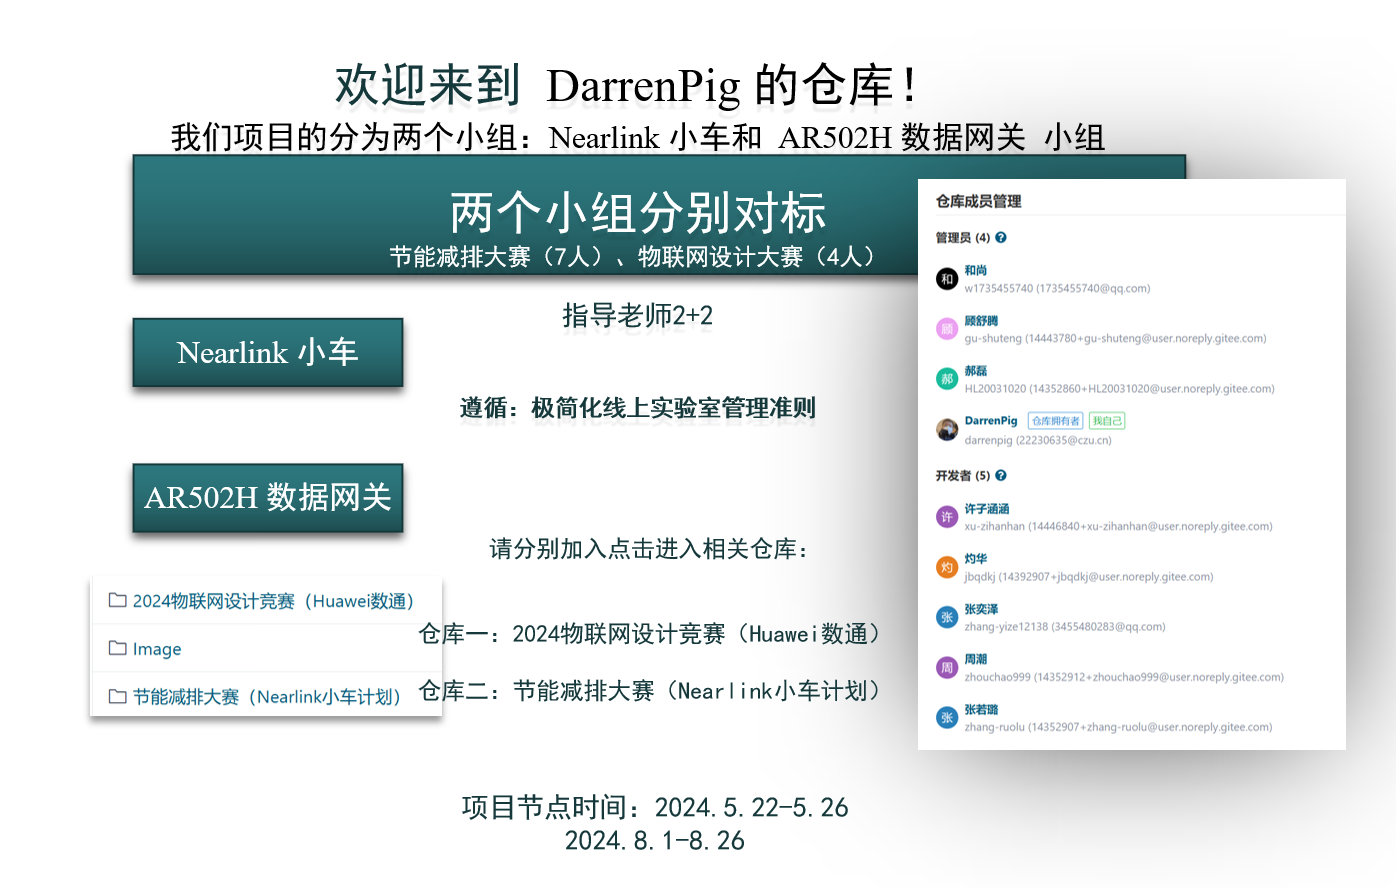 欢迎来到 DarrenPig 的仓库！
我们项目的分为两个小组：Nearlink 小车和 AR502H 数据网关 小组
两个小组分别对标
节能减排大赛（7人）、物联网设计大赛（4人）
指导老师2+2
Nearlink 小车
遵循：极简化线上实验室管理准则
AR502H 数据网关
请分别加入点击进入相关仓库：
2024物联网设计竞赛（Huawei数通）
Image
节能减排大赛（Nearlink小车计划）
仓库一：2024物联网设计竞赛（Huawei数通）
仓库二：节能减排大赛（Nearlink小车计划）
项目节点时间：2024.5.22-5.26
2024.8.1-8.26
仓库成员管理
管理员 (4) ?
和 和尚
w1735455740 (1735455740@qq.com)
顾 顾舒腾
gu-shuteng (14443780+gu-shuteng@user.noreply.gitee.com)
郝 郝磊
HL20031020 (14352860+HL20031020@user.noreply.gitee.com)
DarrenPig 仓库拥有者 我自己
darrenpig (22230635@czu.cn)
开发者 (5) ?
许 许子涵涵
xu-zihanhan (14446840+xu-zihanhan@user.noreply.gitee.com)
灼 灼华
jbqdkj (14392907+jbqdkj@user.noreply.gitee.com)
张 张奕泽
zhang-yize12138 (3455480283@qq.com)
周 周潮
zhouchao999 (14352912+zhouchao999@user.noreply.gitee.com)
张 张若璐
zhang-ruolu (14352907+zhang-ruolu@user.noreply.gitee.com)